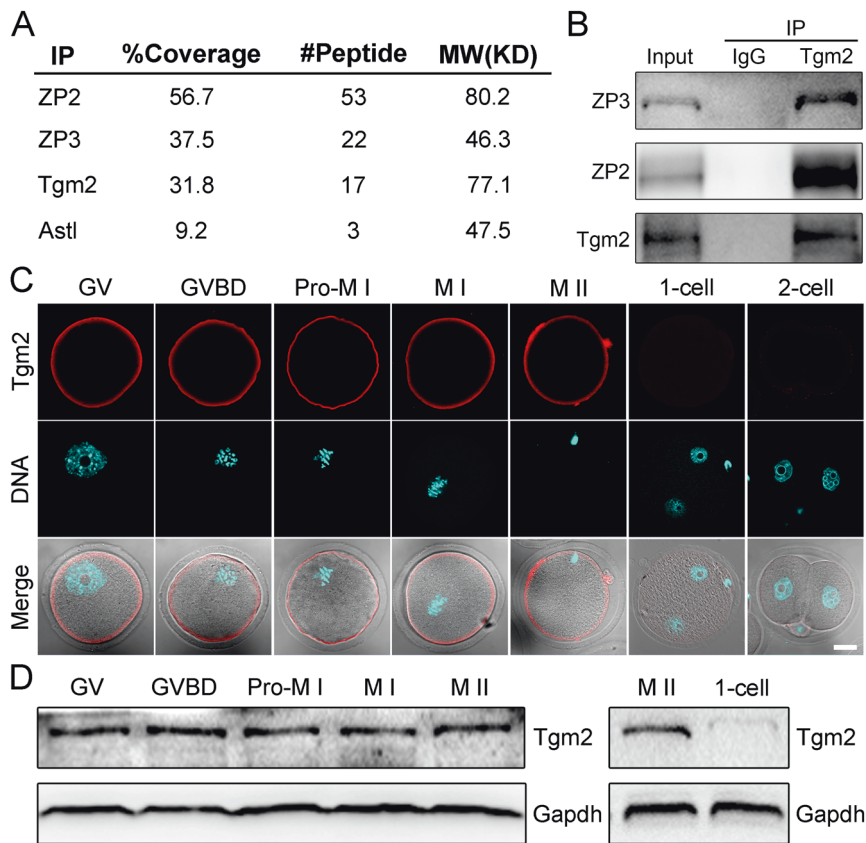 A
IP %Coverage #Peptide MW(KD)
ZP2 56.7 53 80.2
ZP3 37.5 22 46.3
Tgm2 31.8 17 77.1
Astl 9.2 3 47.5
B
IP
Input IgG Tgm2
ZP3
ZP2
Tgm2
C
GV GVBD Pro-M I M I M II 1-cell 2-cell
Tgm2
DNA
Merge
D
GV GVBD Pro-M I M I M II
Tgm2
Gapdh
M II 1-cell
Tgm2
Gapdh